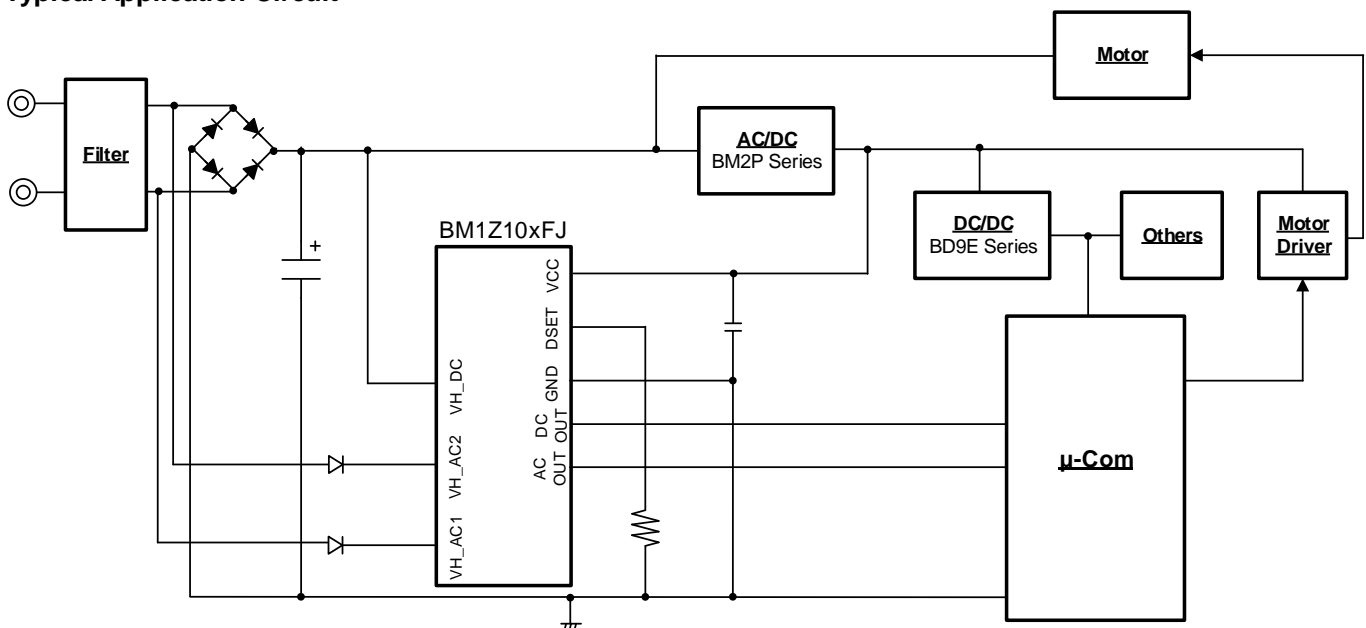 Typical Application Circuit
Motor
Filter
AC/DC
BM2P Series
DC/DC
BD9E Series
Others
Motor
Driver
BM1Z10xFJ
+
VCC
DSET
GND
DC
OUT
AC
OUT
VH_DC
VH_AC2
VH_AC1
µ-Com